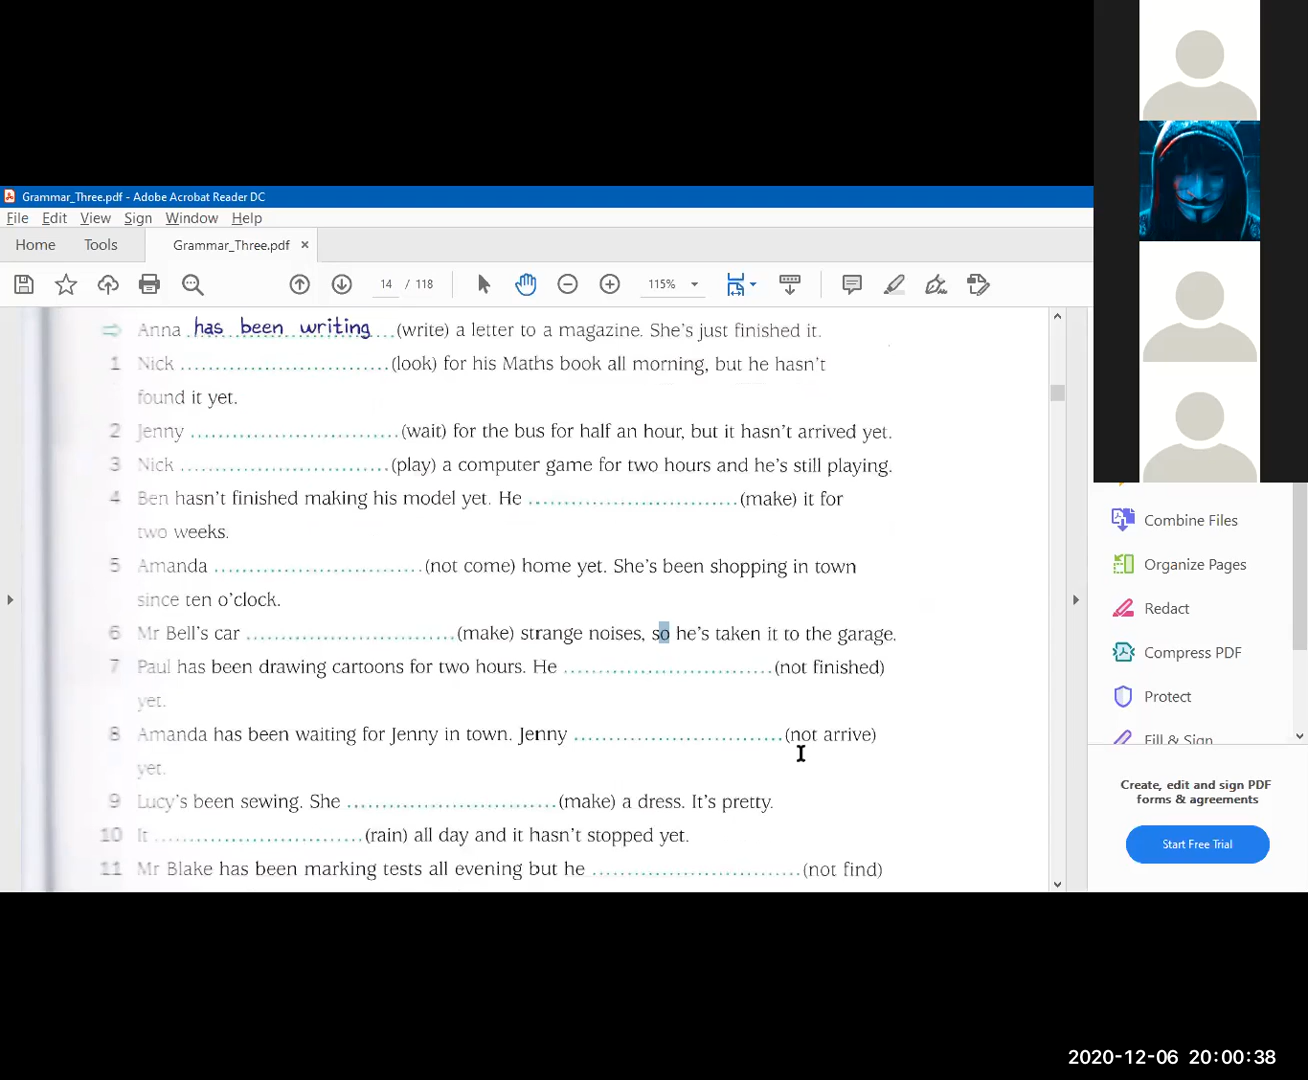 Grammar_Three.pdf - Adobe Acrobat Reader DC
File Edit View Window Sign Help
Home Tools Grammar_Three.pdf ×
14 / 118 115%
Anna has been writing (write) a letter to a magazine. She's just finished it.
1 Nick .............................. (look) for his Maths book all morning, but he hasn't
found it yet.
2 Jenny .............................. (wait) for the bus for half an hour, but it hasn't arrived yet.
3 Nick .............................. (play) a computer game for two hours and he's still playing.
4 Ben hasn't finished making his model yet. He .............................. (make) it for
two weeks.
5 Amanda .............................. (not come) home yet. She's been shopping in town
since ten o'clock.
6 Mr Bell's car .............................. (make) strange noises, so he's taken it to the garage.
7 Paul has been drawing cartoons for two hours. He .............................. (not finished)
yet.
8 Amanda has been waiting for Jenny in town. Jenny .............................. (not arrive)
yet.
9 Lucy's been sewing. She .............................. (make) a dress. It's pretty.
10 It .............................. (rain) all day and it hasn't stopped yet.
11 Mr Blake has been marking tests all evening but he .............................. (not find)
Combine Files
Organize Pages
Redact
Compress PDF
Protect
Fill & Sign
Create, edit and sign PDF
forms & agreements
Start Free Trial
2020-12-06 20:00:38